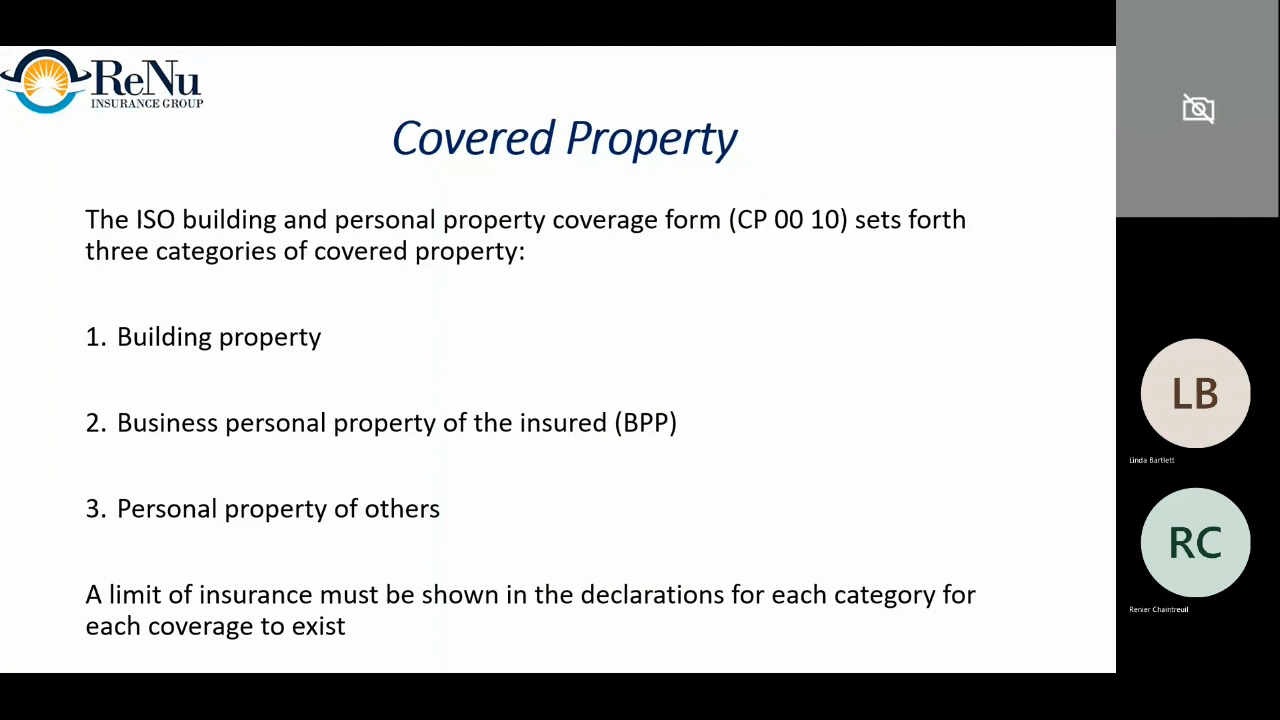 ReNu
INSURANCE GROUP
Covered Property
The ISO building and personal property coverage form (CP 00 10) sets forth
three categories of covered property:
1. Building property
2. Business personal property of the insured (BPP)
3. Personal property of others
A limit of insurance must be shown in the declarations for each category for
each coverage to exist
LB
Linda Bartlett
RC
Renier Chaintreuil